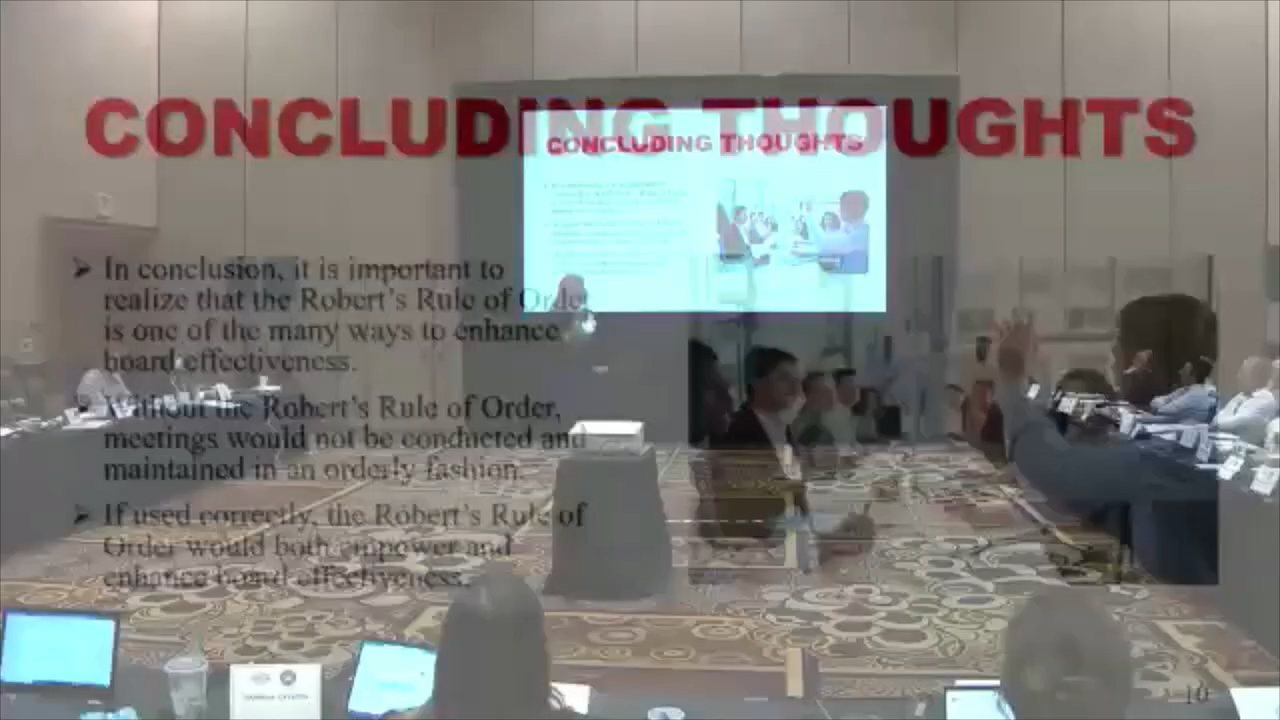 CONCLUDING THOUGHTS
CONCLUDING THOUGHTS
➤ In conclusion, it is important to
realize that the Robert's Rule of Order
is one of the many ways to enhance
board effectiveness.
➤ Without the Robert's Rule of Order,
meetings would not be conducted and
maintained in an orderly fashion.
➤ If used correctly, the Robert's Rule of
Order would both empower and
enhance board effectiveness.
10